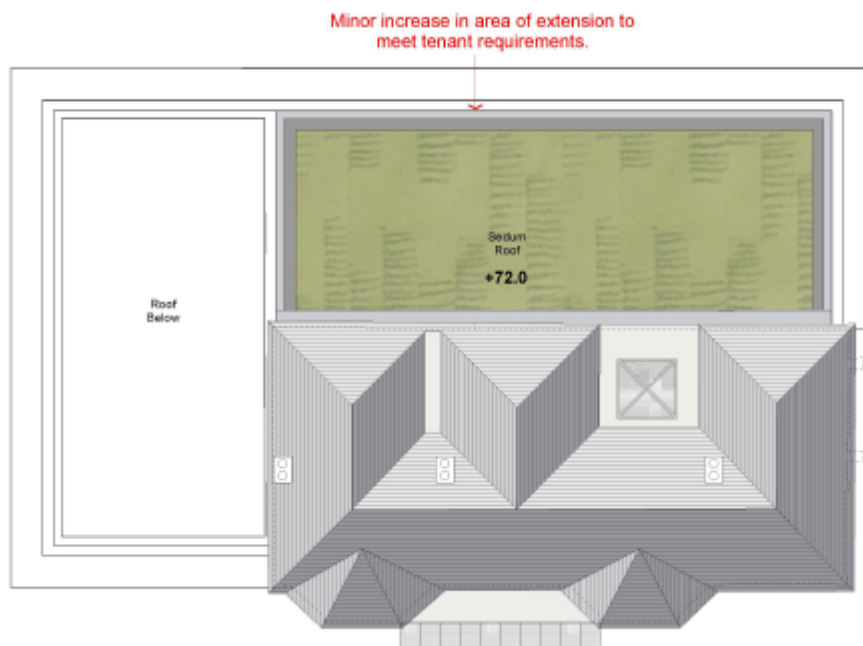 Minor increase in area of extension to
meet tenant requirements.
Sedum
Roof
+72.0
Roof
Below